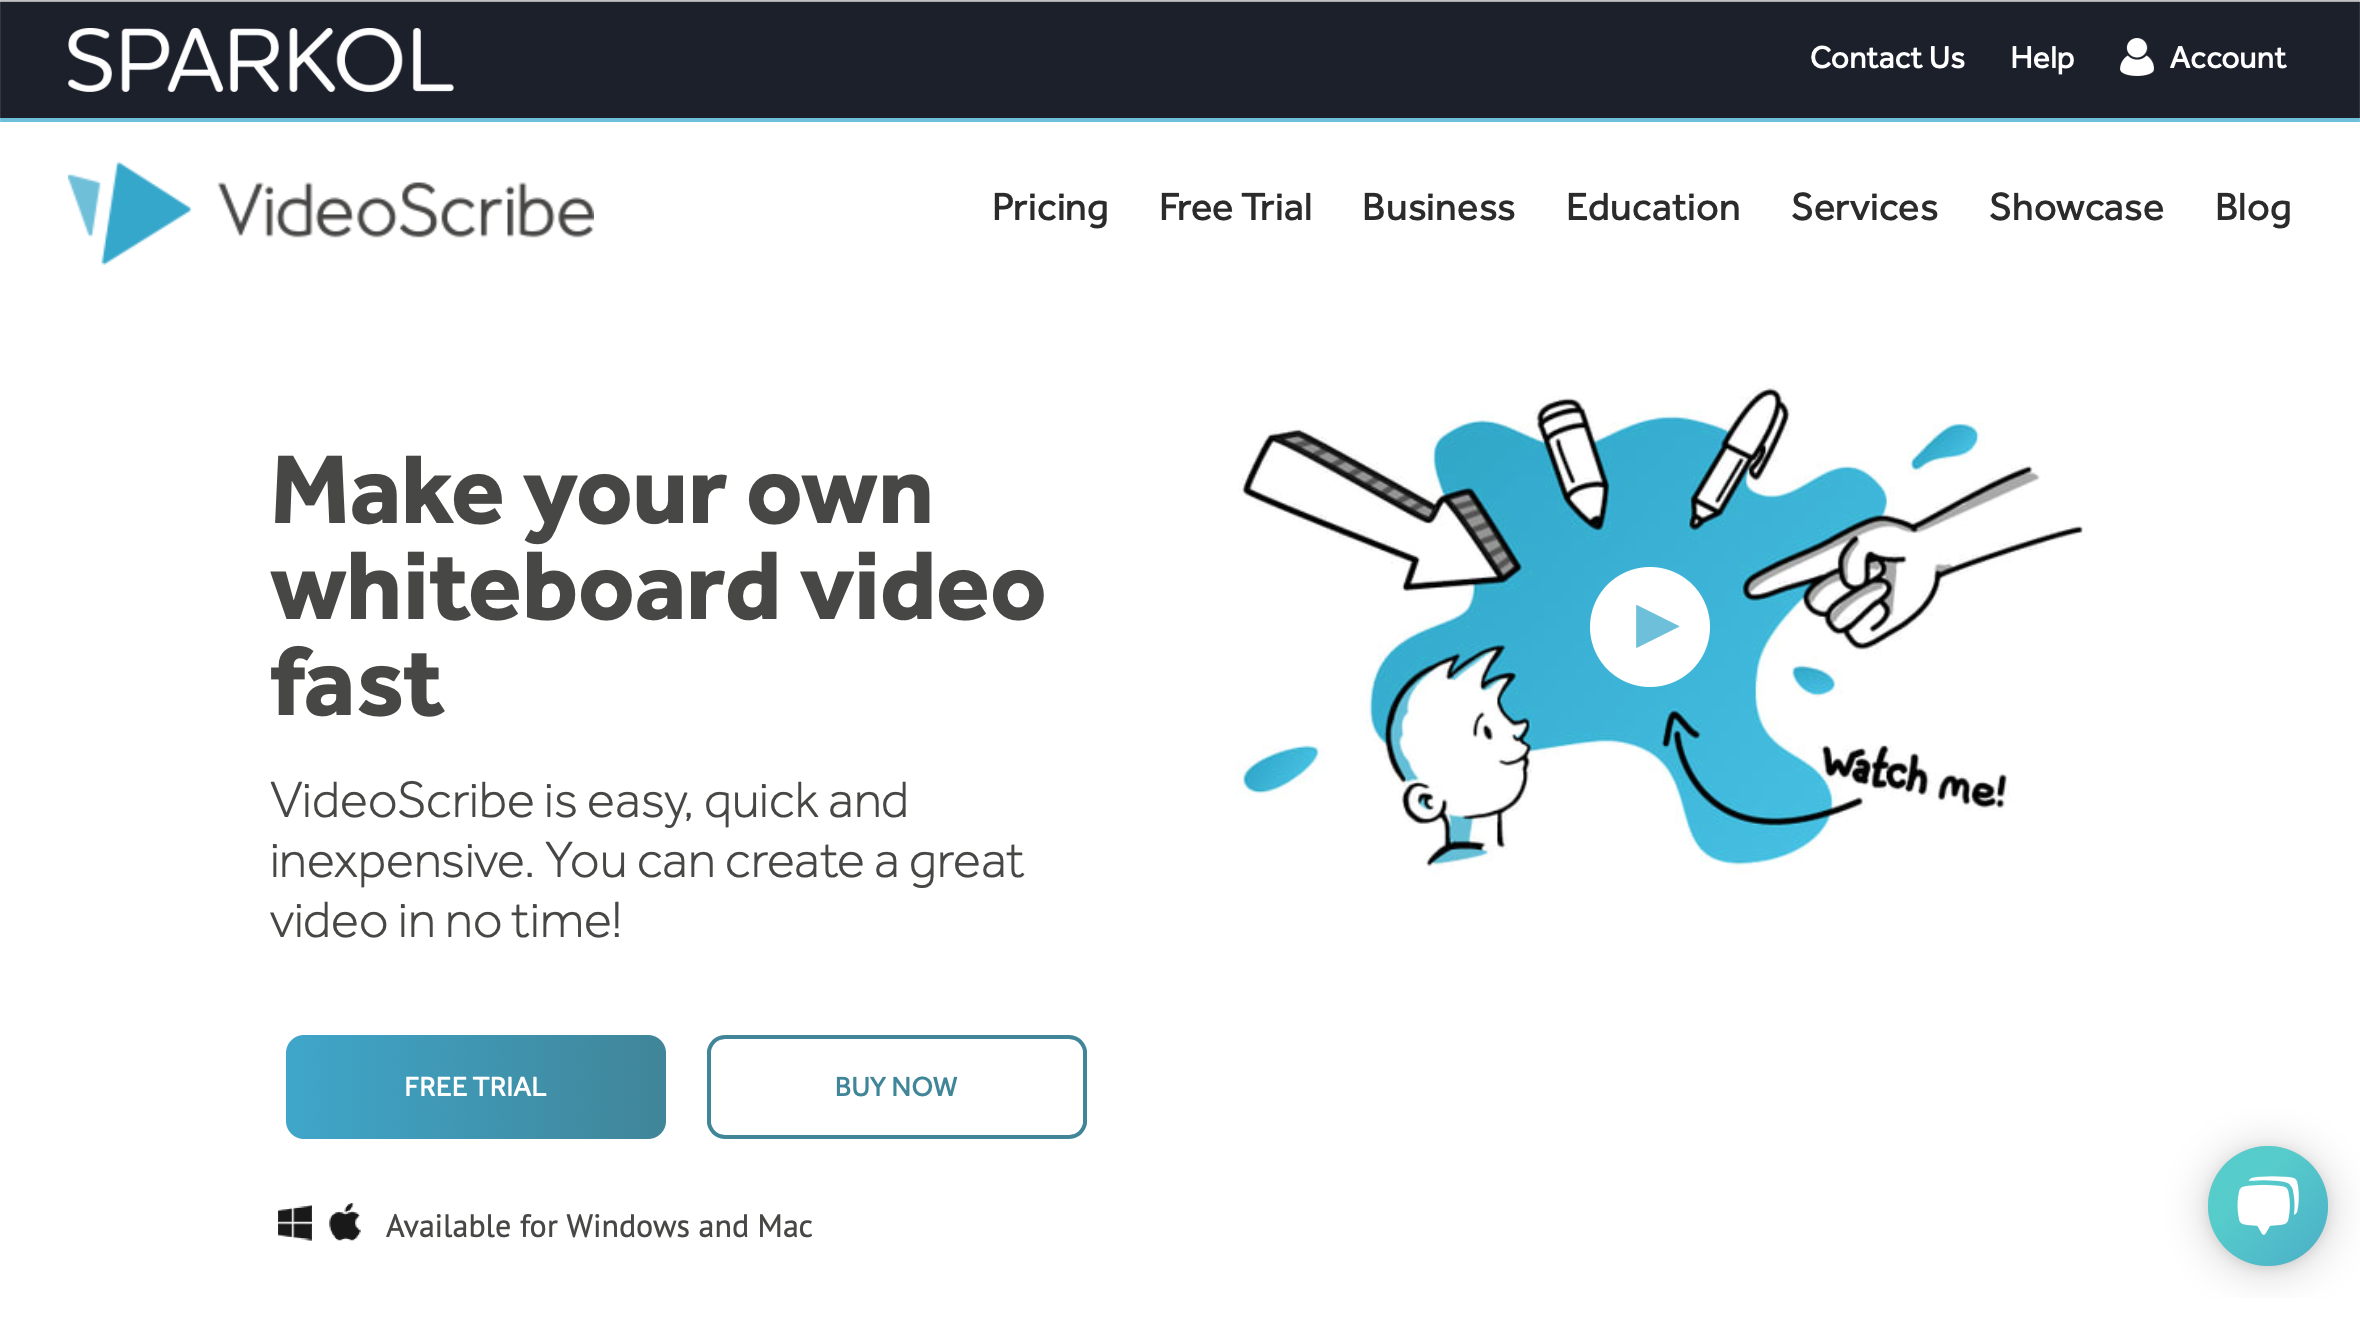 SPARKOL
Contact Us Help Account
VideoScribe
Pricing Free Trial Business Education Services Showcase Blog
Make your own
whiteboard video
fast
VideoScribe is easy, quick and
inexpensive. You can create a great
video in no time!
Watch me!
FREE TRIAL BUY NOW
Available for Windows and Mac